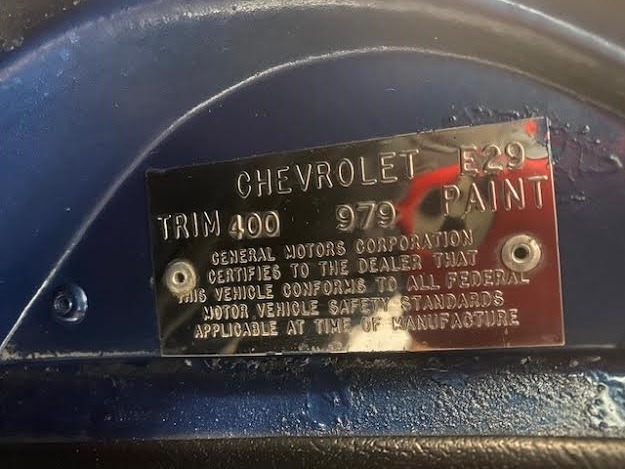 CHEVROLET E29
TRIM 400 979 PAINT
GENERAL MOTORS CORPORATION
CERTIFIES TO THE DEALER THAT
THIS VEHICLE CONFORMS TO ALL FEDERAL
MOTOR VEHICLE SAFETY STANDARDS
APPLICABLE AT TIME OF MANUFACTURE